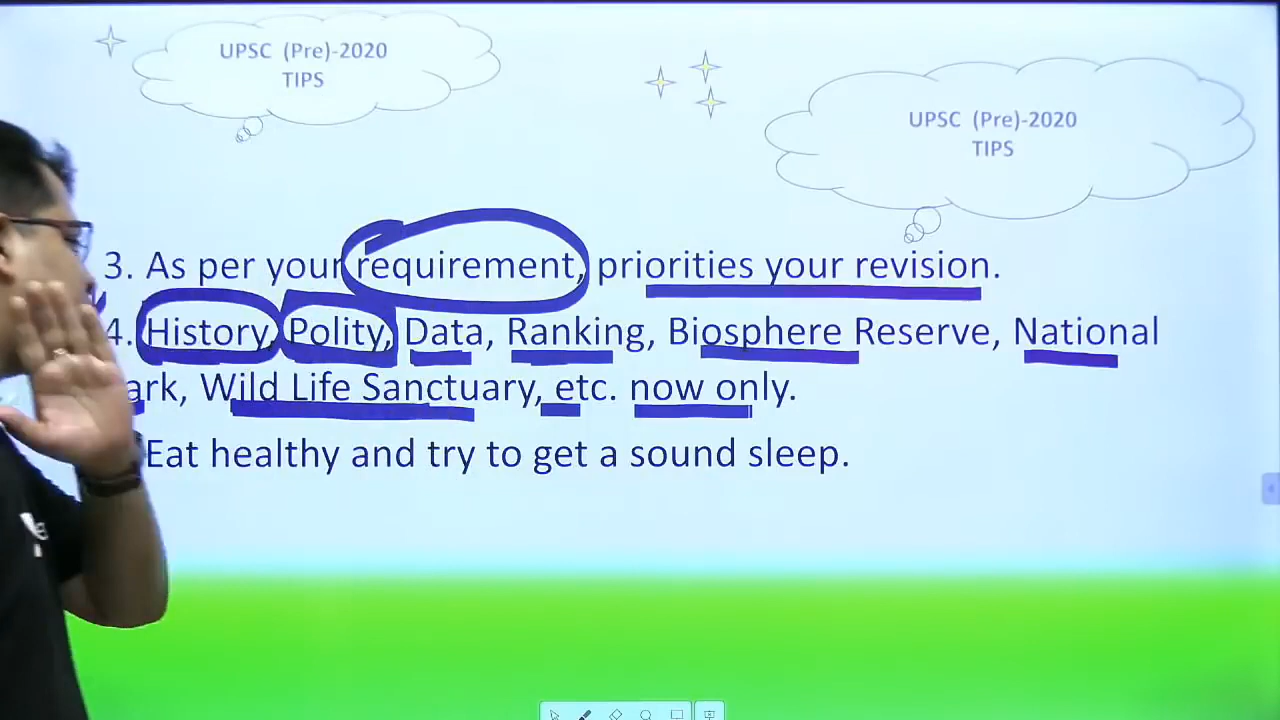 UPSC (Pre)-2020
TIPS
UPSC (Pre)-2020
TIPS
3. As per your requirement, priorities your revision.
4. History, Polity, Data, Ranking, Biosphere Reserve, National
ark, Wild Life Sanctuary, etc. now only.
Eat healthy and try to get a sound sleep.